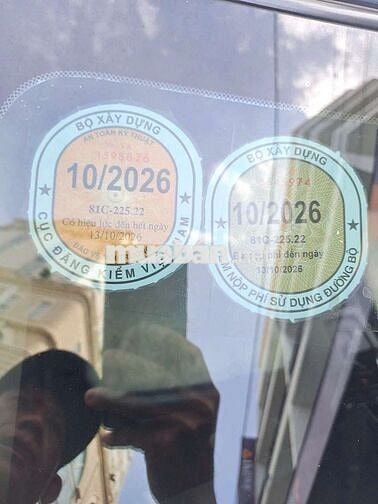 BỘ XÂY DỰNG
AN TOÀN KỸ THUẬT
10/2026
81C-225.22
Có hiệu lực đến hết ngày
13/10/2026
CỤC ĐĂNG KIỂM VIỆT NAM
BỘ XÂY DỰNG
10/2026
81C-225.22
13/10/2026
NỘP PHÍ SỬ DỤNG ĐƯỜNG BỘ
muaban